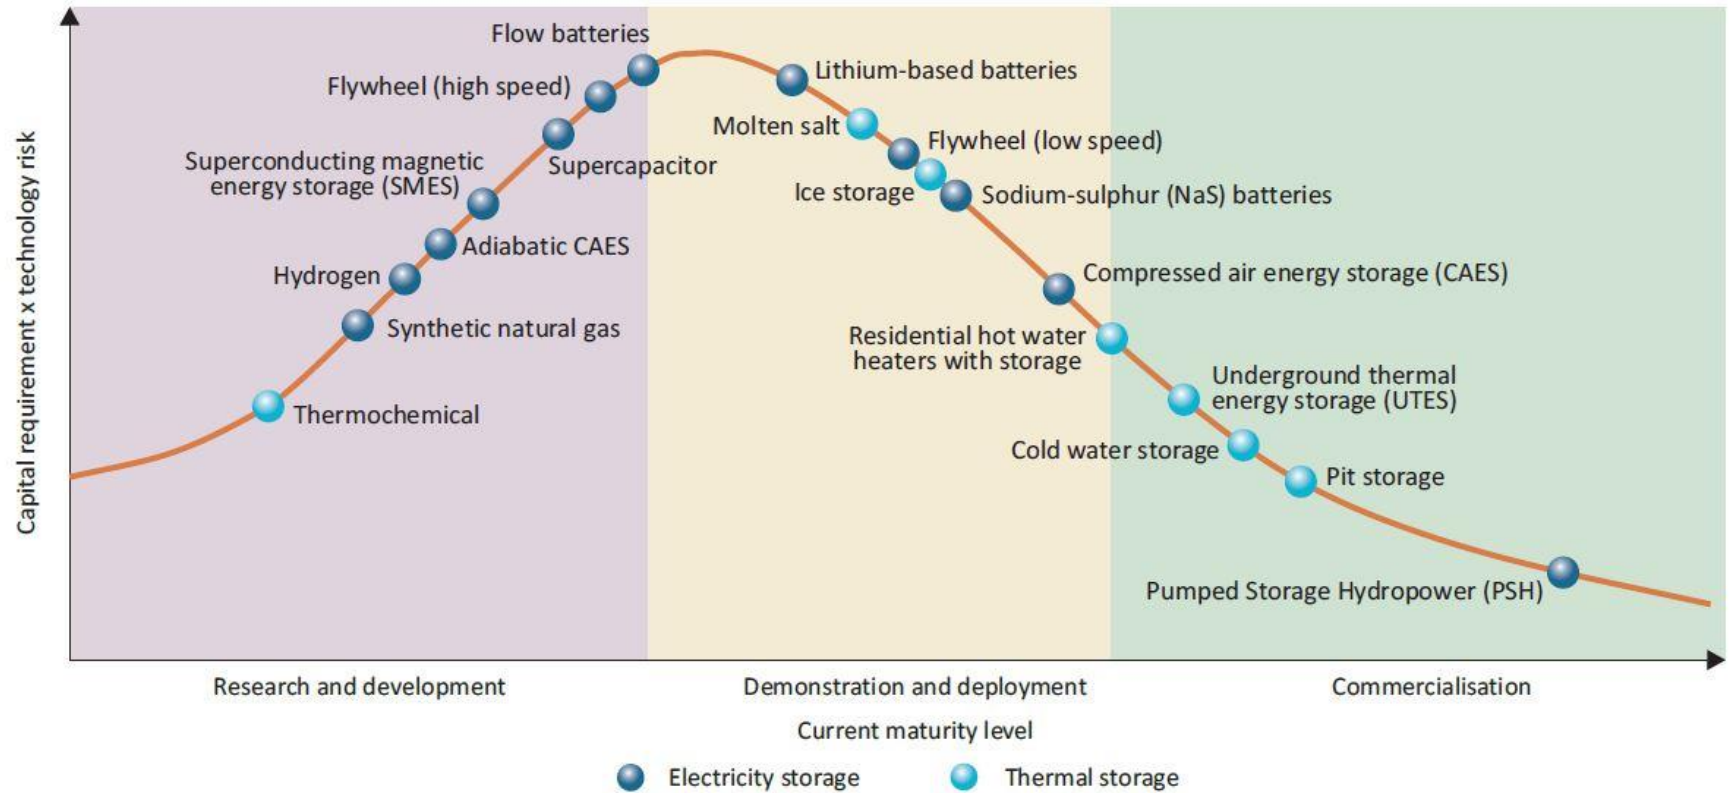 Flow batteries
Flywheel (high speed)
Lithium-based batteries
Molten salt
Flywheel (low speed)
Superconducting magnetic
energy storage (SMES)
Supercapacitor
Ice storage
Sodium-sulphur (NaS) batteries
Adiabatic CAES
Hydrogen
Compressed air energy storage (CAES)
Synthetic natural gas
Residential hot water
heaters with storage
Underground thermal
energy storage (UTES)
Thermochemical
Cold water storage
Pit storage
Pumped Storage Hydropower (PSH)
Capital requirement x technology risk
Research and development
Demonstration and deployment
Commercialisation
Current maturity level
Electricity storage
Thermal storage